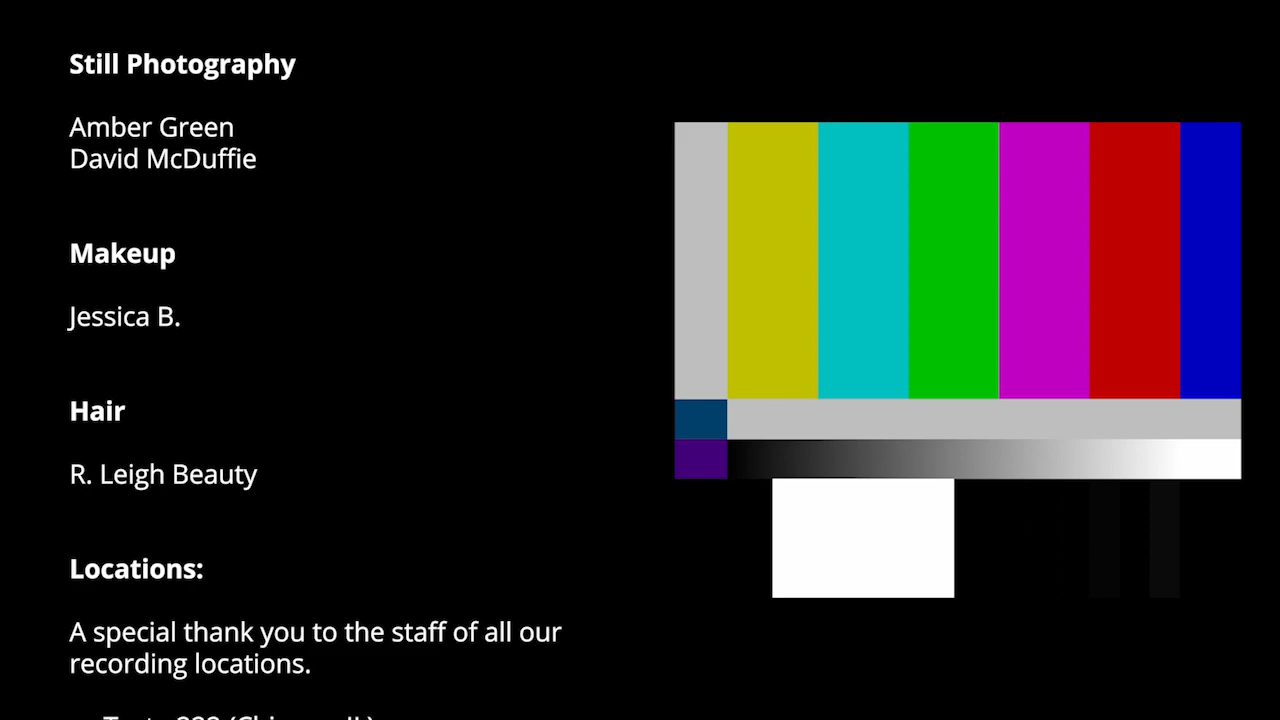 Still Photography
Amber Green
David McDuffie
Makeup
Jessica B.
Hair
R. Leigh Beauty
Locations:
A special thank you to the staff of all our
recording locations.